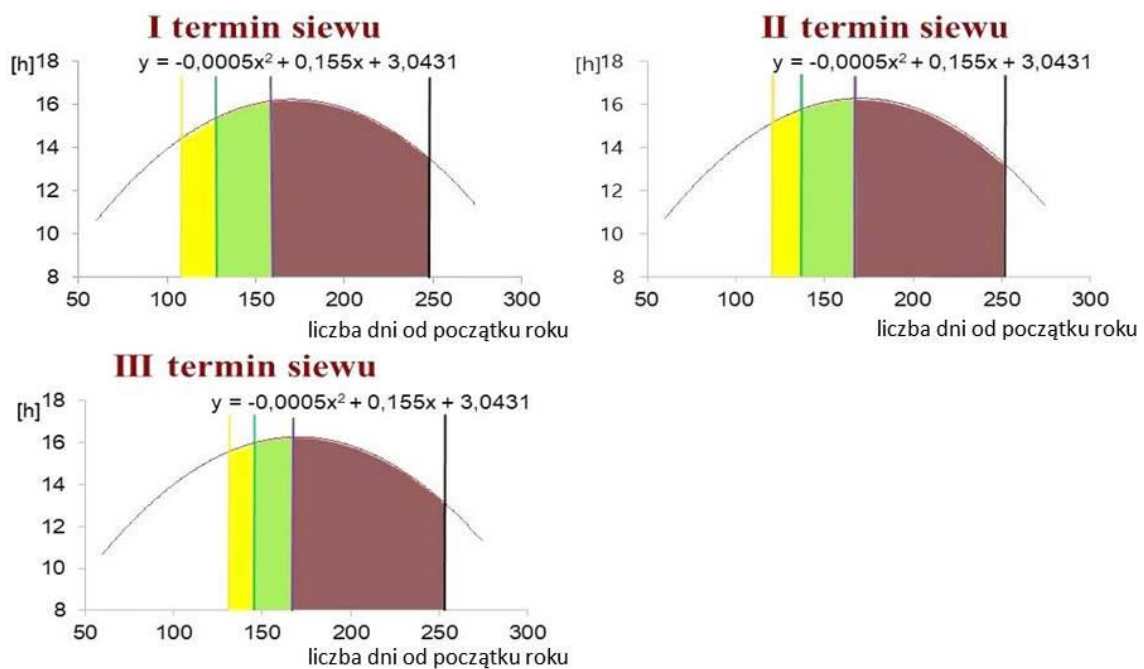 I termin siewu
[h] 18
y = -0,0005x² + 0,155x + 3,0431
16
14
12
10
8
50 100 150 200 250 300
liczba dni od początku roku
II termin siewu
[h] 18
y = -0,0005x² + 0,155x + 3,0431
16
14
12
10
8
50 100 150 200 250 300
liczba dni od początku roku
III termin siewu
[h] 18
y = -0,0005x² + 0,155x + 3,0431
16
14
12
10
8
50 100 150 200 250 300
liczba dni od początku roku